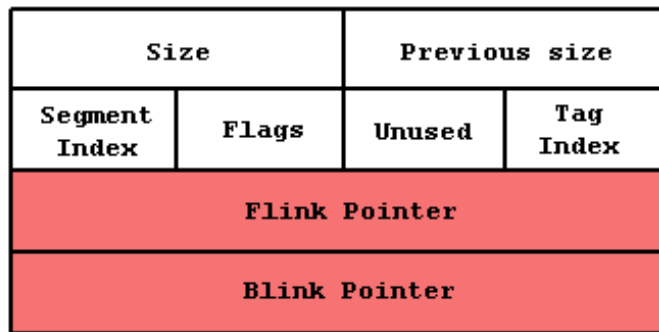 Size
Previous size
Segment
Index
Flags
Unused
Tag
Index
Flink Pointer
Blink Pointer